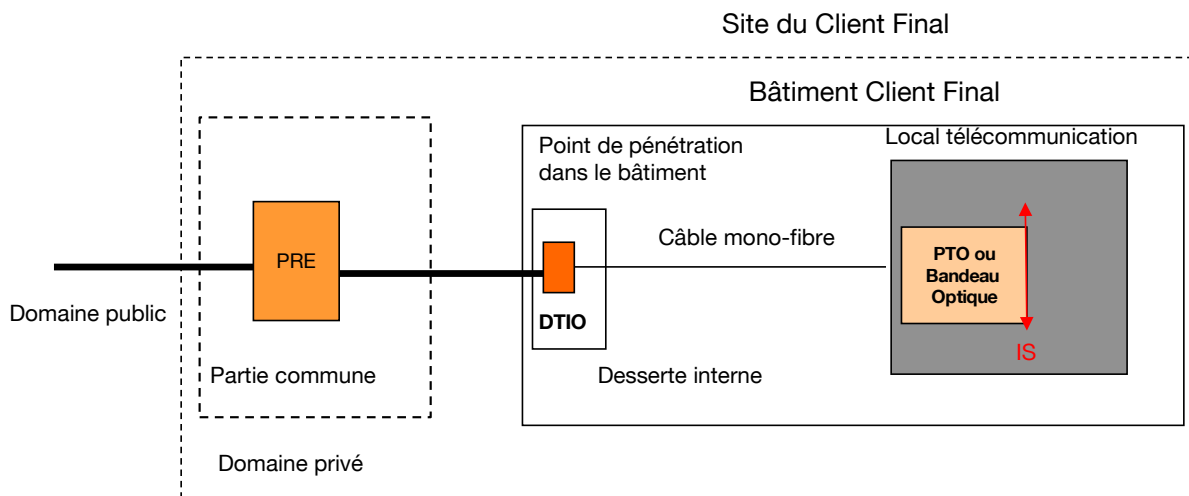 Site du Client Final
Bâtiment Client Final
Point de pénétration
dans le bâtiment
Local télécommunication
Câble mono-fibre
PRE
PTO ou
Bandeau
Optique
Domaine public
DTIO
IS
Partie commune
Desserte interne
Domaine privé